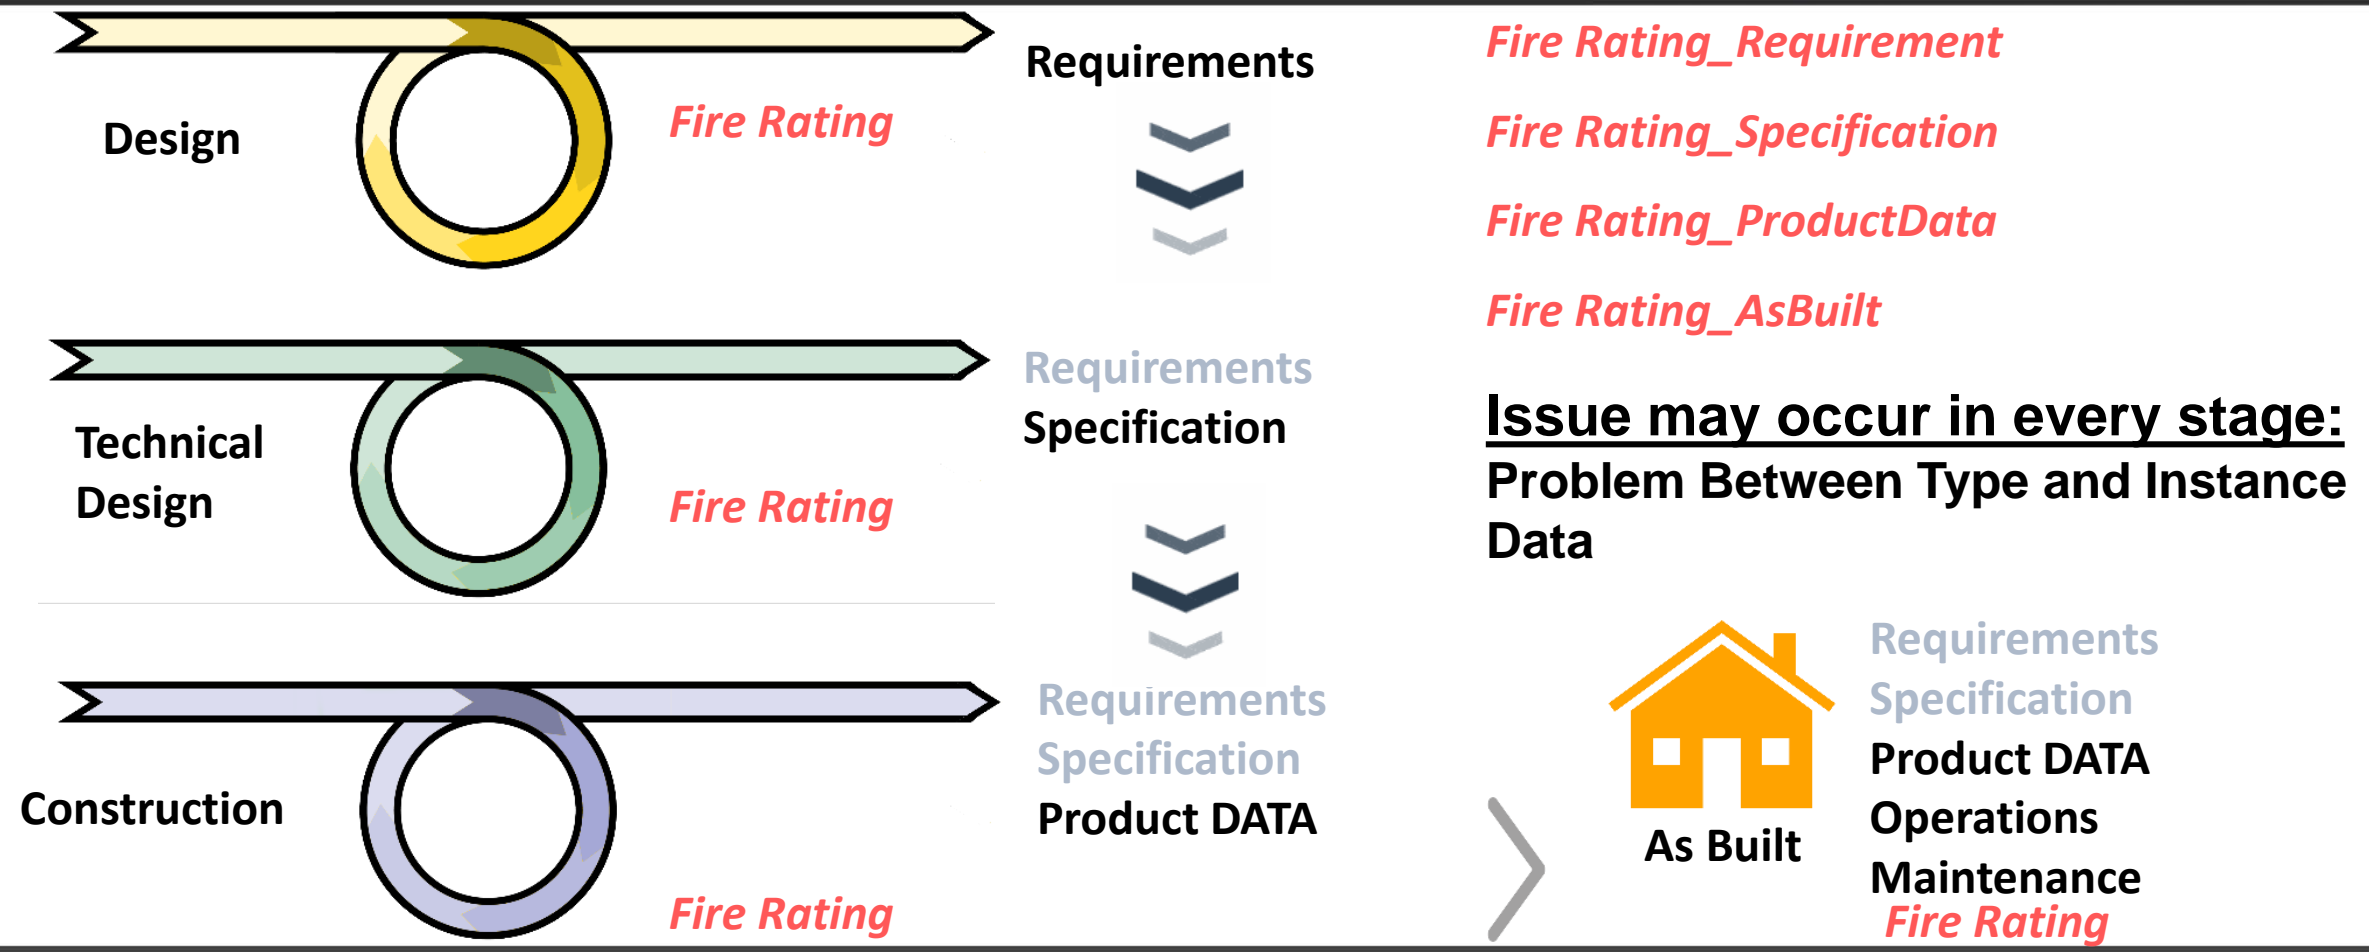 Design
Fire Rating
Requirements
Technical
Design
Fire Rating
Requirements
Specification
Construction
Fire Rating
Requirements
Specification
Product DATA
Fire Rating_Requirement
Fire Rating_Specification
Fire Rating_ProductData
Fire Rating_AsBuilt
Issue may occur in every stage:
Problem Between Type and Instance
Data
As Built
Requirements
Specification
Product DATA
Operations
Maintenance
Fire Rating